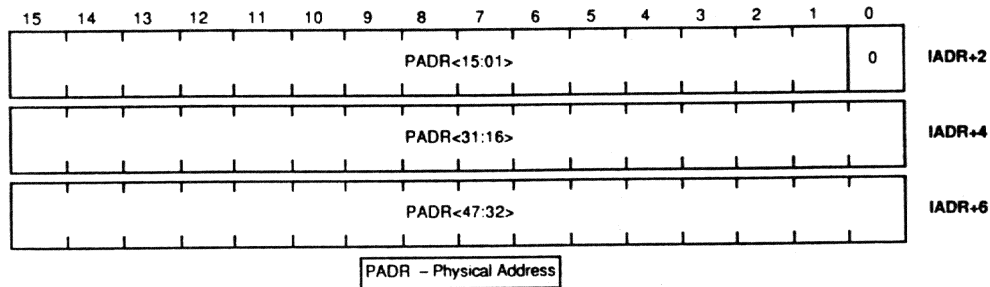 15 14 13 12 11 10 9 8 7 6 5 4 3 2 1 0
PADR<15:01> 0 IADR+2
PADR<31:16> IADR+4
PADR<47:32> IADR+6
PADR – Physical Address